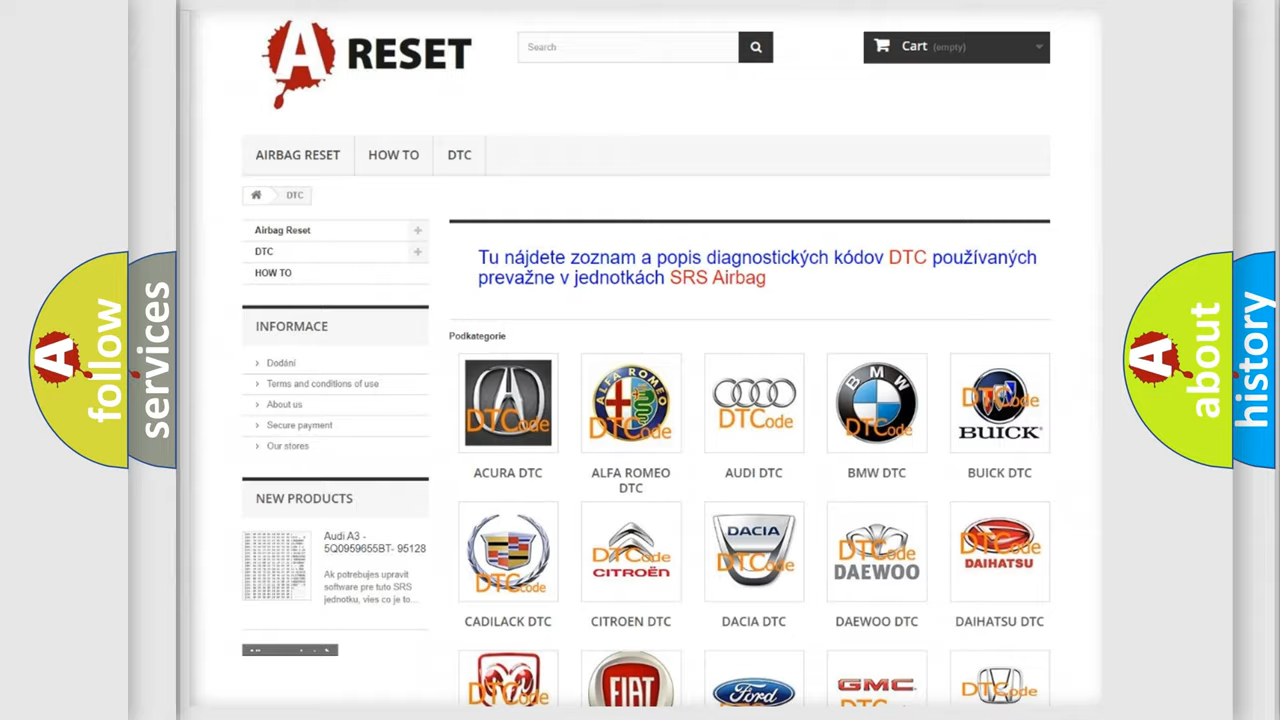 A RESET
Search
Cart (empty)
AIRBAG RESET
HOW TO
DTC
DTC
Airbag Reset
DTC
HOW TO
INFORMACE
Dodání
Terms and conditions of use
About us
Secure payment
Our stores
NEW PRODUCTS
Audi A3 -
5Q0959655BT- 95128
Ak potrebujes upravit
software pre tuto SRS
jednotku, vies co je to...
Tu nájdete zoznam a popis diagnostických kódov DTC používaných
prevažne v jednotkách SRS Airbag
Podkategorie
DTCode
ACURA DTC
ALFA ROMEO
DTCode
ALFA ROMEO
DTC
DTCode
AUDI DTC
BMW
DTCode
BMW DTC
DTCode
BUICK
BUICK DTC
DTCode
CADILACK DTC
DTCode
CITROËN
CITROEN DTC
DACIA
DTCode
DACIA DTC
DTCode
DAEWOO
DAEWOO DTC
DTCode
DAIHATSU
DAIHATSU DTC
DTCode
FIAT
Ford
GMC
DTCode
A follow
services
A about
history